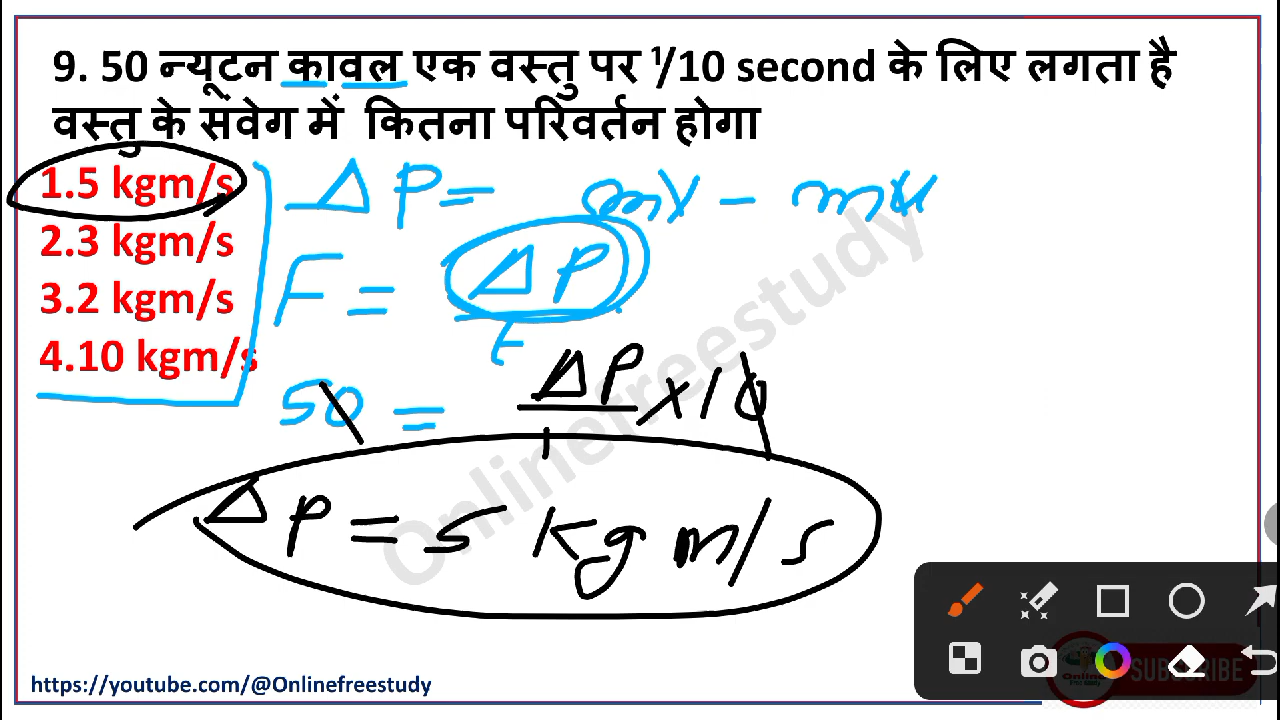 9. 50 न्यूटन कावल एक वस्तु पर 1/10 second के लिए लगता है
वस्तु के संवेग में कितना परिवर्तन होगा
1.5 kgm/s
2.3 kgm/s
3.2 kgm/s
4.10 kgm/s
Δ P = mv - mu
F = ΔP
t
50 = ΔP x 10
1
ΔP = 5 kg m/s
Onlinefreestudy
https://youtube.com/@Onlinefreestudy
SUBSCRIBE